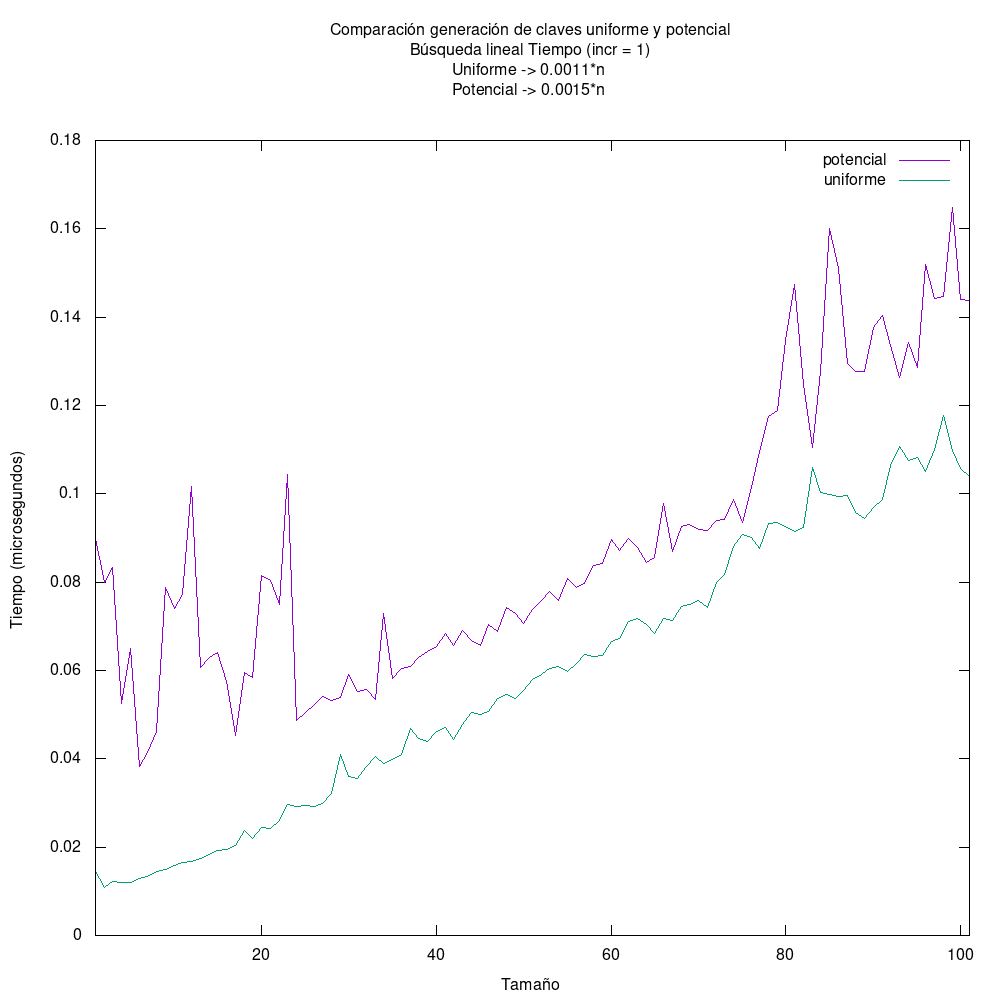 Comparación generación de claves uniforme y potencial
Búsqueda lineal Tiempo (incr = 1)
Uniforme -> 0.0011*n
Potencial -> 0.0015*n
0.18
0.16
0.14
0.12
0.1
0.08
0.06
0.04
0.02
0
Tiempo (microsegundos)
potencial
uniforme
20
40
60
80
100
Tamaño